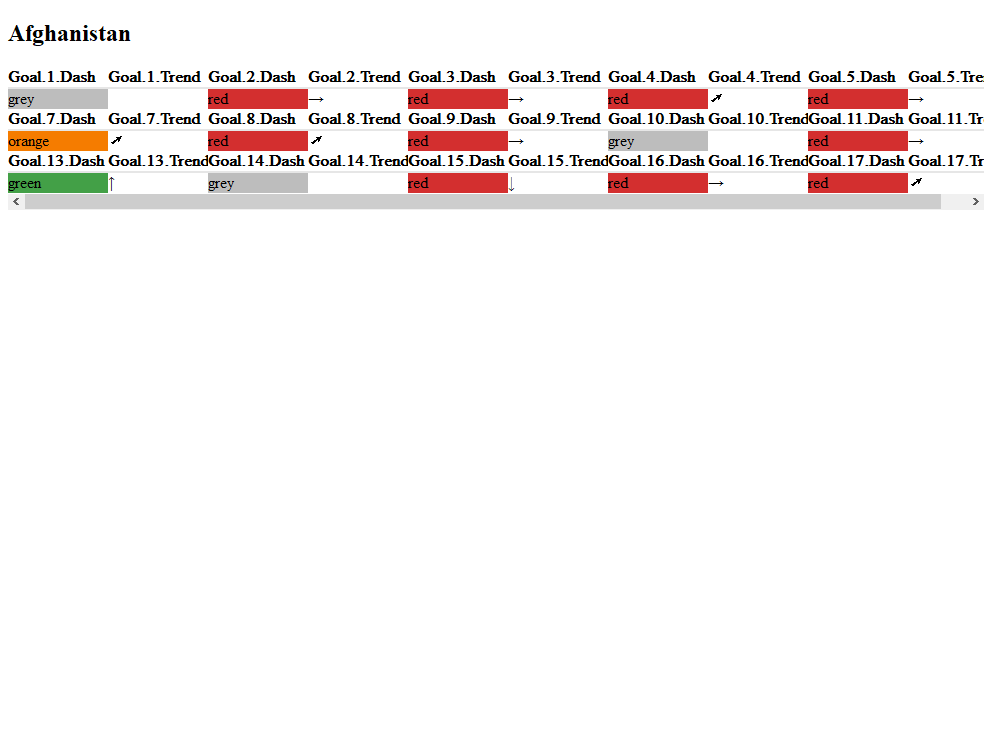 Afghanistan
Goal.1.Dash Goal.1.Trend Goal.2.Dash Goal.2.Trend Goal.3.Dash Goal.3.Trend Goal.4.Dash Goal.4.Trend Goal.5.Dash Goal.5.Tre
grey red → red → red ➚ red →
Goal.7.Dash Goal.7.Trend Goal.8.Dash Goal.8.Trend Goal.9.Dash Goal.9.Trend Goal.10.Dash Goal.10.Trend Goal.11.Dash Goal.11.Tr
orange ➚ red ➚ red → grey red →
Goal.13.Dash Goal.13.Trend Goal.14.Dash Goal.14.Trend Goal.15.Dash Goal.15.Trend Goal.16.Dash Goal.16.Trend Goal.17.Dash Goal.17.Tr
green ↑ grey red ↓ red → red ➚